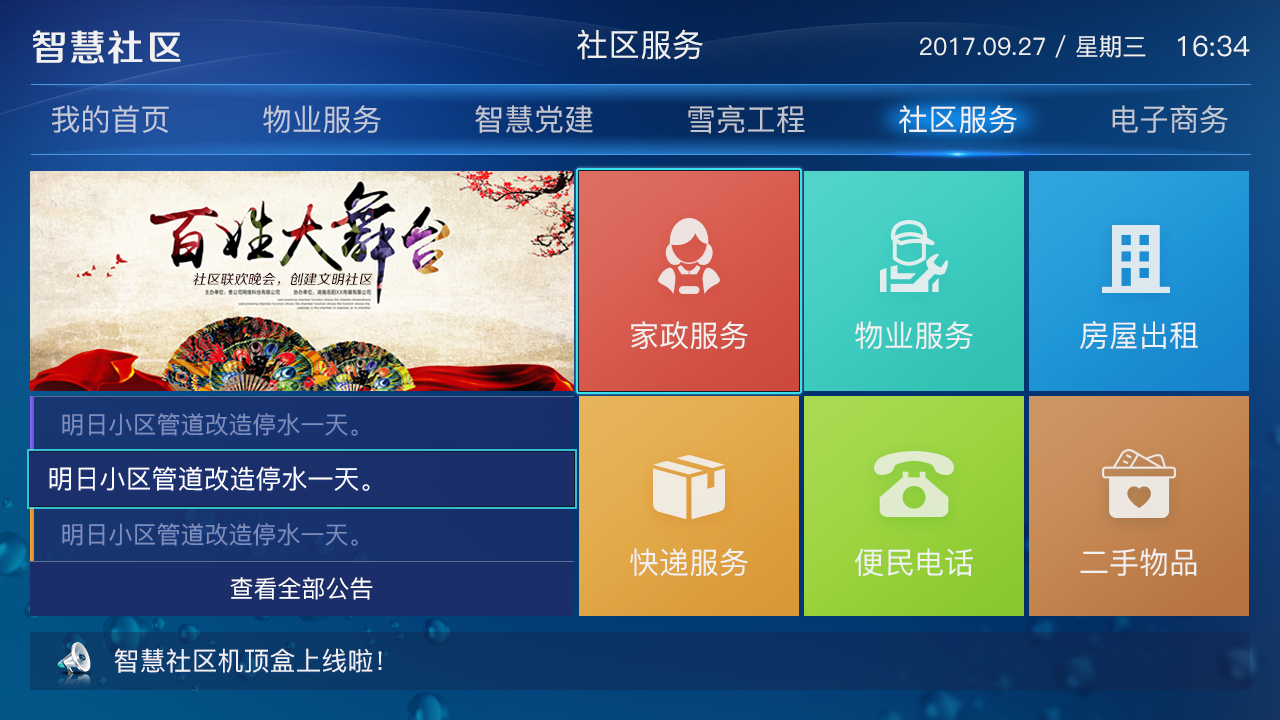 智慧社区
社区服务
2017.09.27 / 星期三 16:34
我的首页 物业服务 智慧党建 雪亮工程 社区服务 电子商务
百姓大舞台
社区联欢晚会，创建文明社区
家政服务 物业服务 房屋出租
明日小区管道改造停水一天。
明日小区管道改造停水一天。
明日小区管道改造停水一天。
查看全部公告
快递服务 便民电话 二手物品
智慧社区机顶盒上线啦!